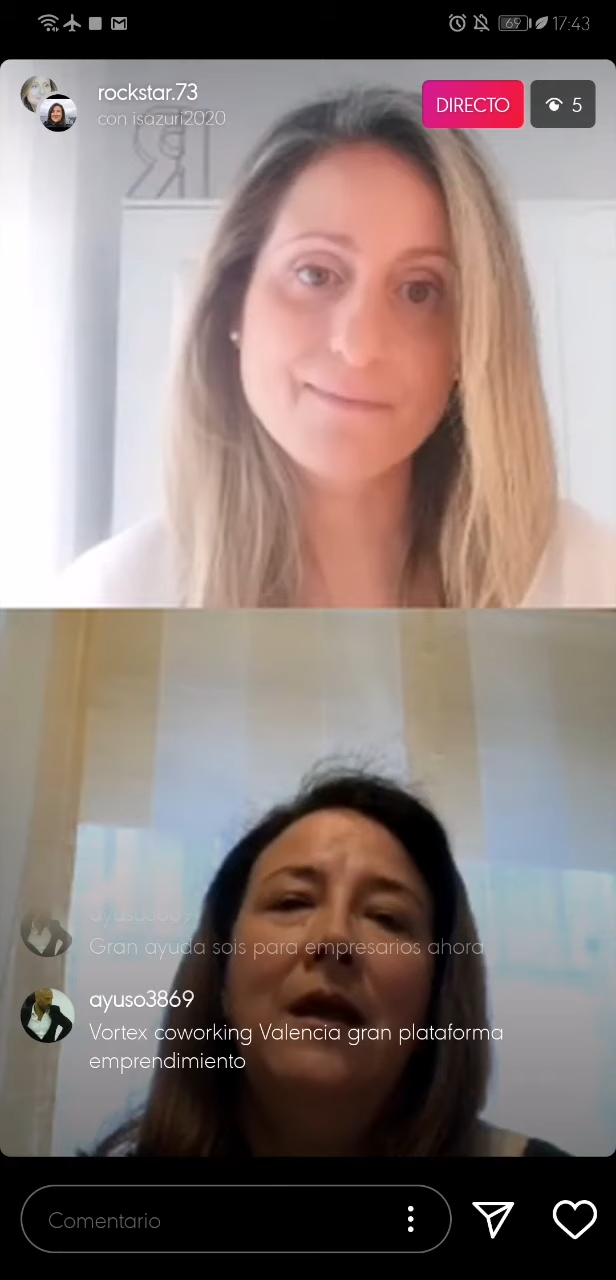 69 17:43
rockstar.73
con isazuri2020
DIRECTO
5
ayuso3869
Gran ayuda sois para empresarios ahora
ayuso3869
Vortex coworking Valencia gran plataforma
emprendimiento
Comentario